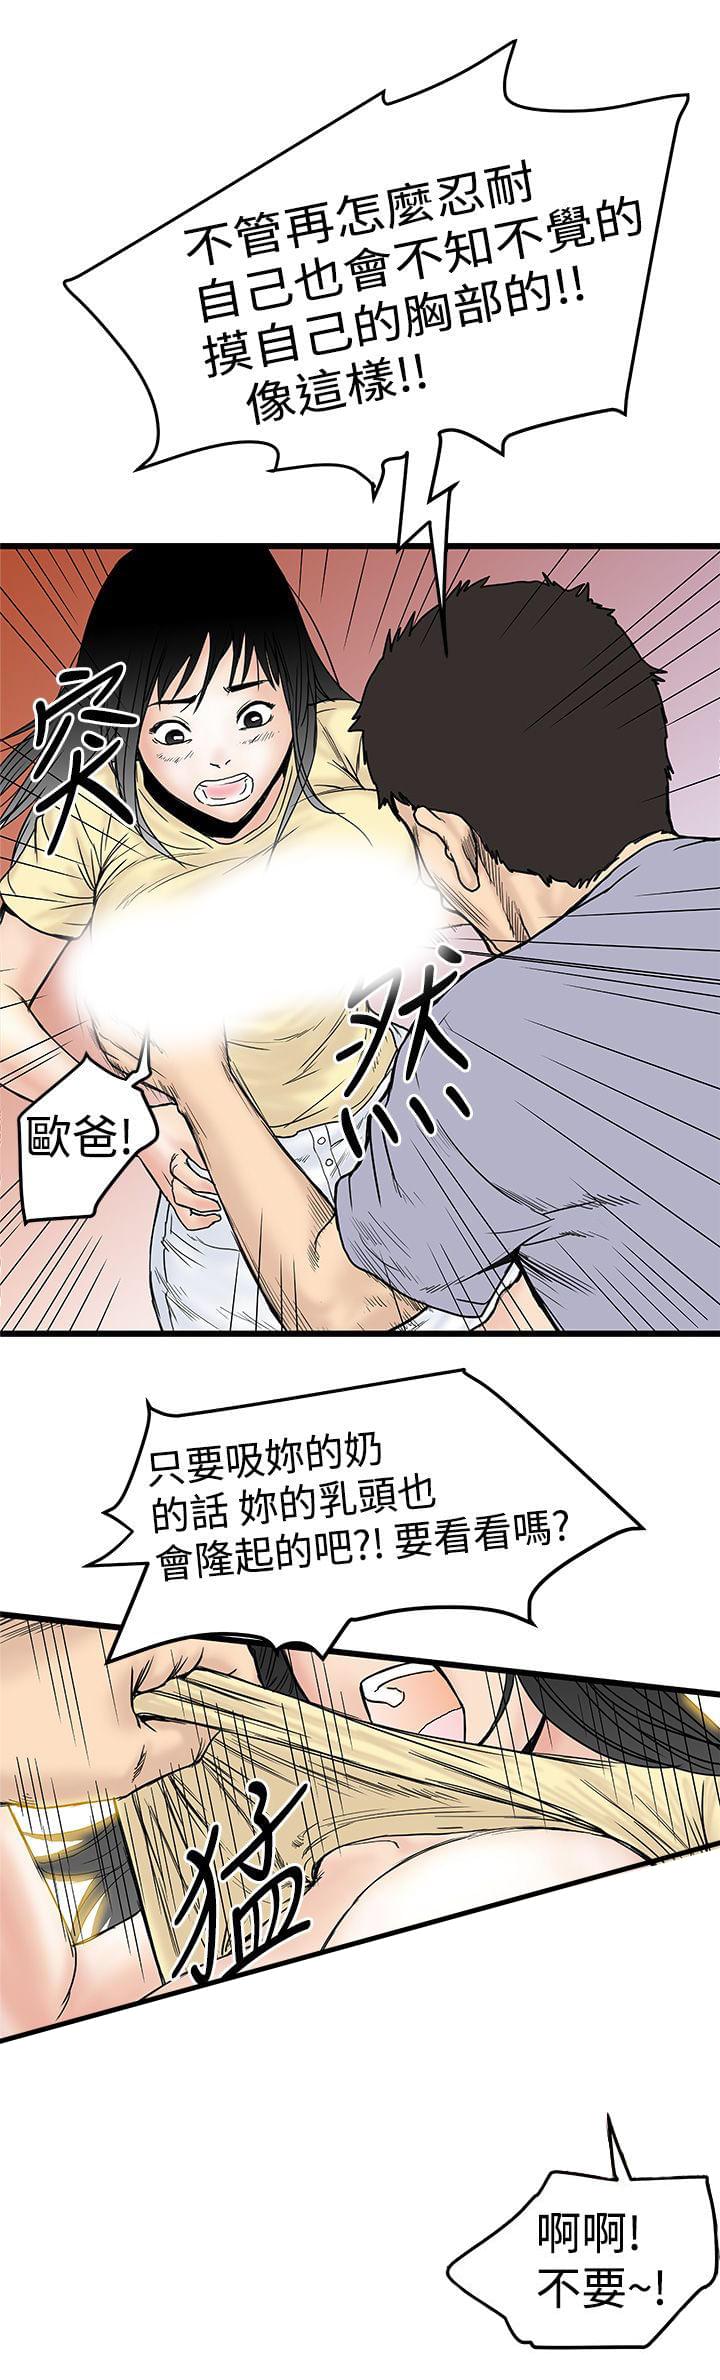 不管再怎麼忍耐
自己也會不知不覺的
摸自己的胸部的!!
像這樣!!
突
然
歐爸!
只要吸妳的奶
的話 妳的乳頭也
會隆起的吧?! 要看看嗎?
猛
啊啊!
不要~!